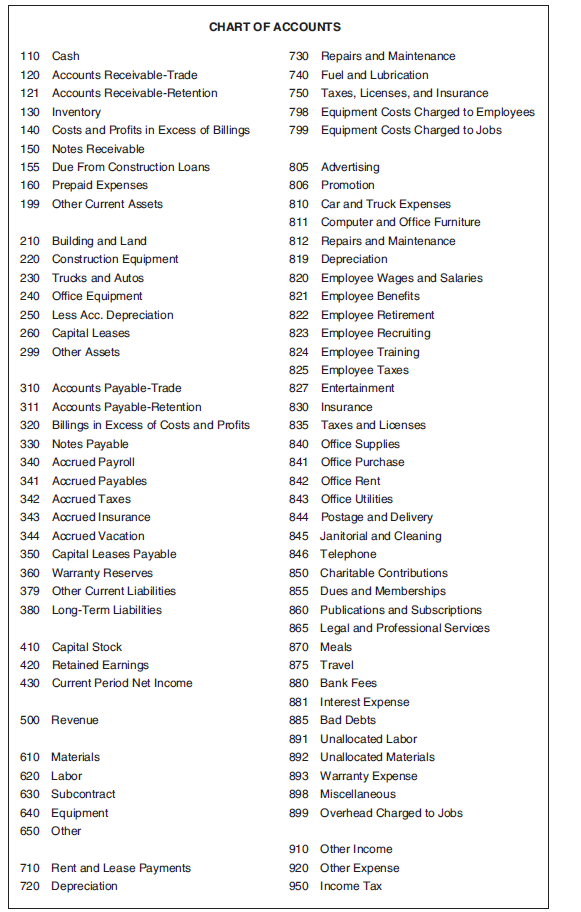 CHART OF ACCOUNTS
110 Cash
120 Accounts Receivable-Trade
121 Accounts Receivable-Retention
130 Inventory
140 Costs and Profits in Excess of Billings
150 Notes Receivable
155 Due From Construction Loans
160 Prepaid Expenses
199 Other Current Assets
210 Building and Land
220 Construction Equipment
230 Trucks and Autos
240 Office Equipment
250 Less Acc. Depreciation
260 Capital Leases
299 Other Assets
310 Accounts Payable-Trade
311 Accounts Payable-Retention
320 Billings in Excess of Costs and Profits
330 Notes Payable
340 Accrued Payroll
341 Accrued Payables
342 Accrued Taxes
343 Accrued Insurance
344 Accrued Vacation
350 Capital Leases Payable
360 Warranty Reserves
379 Other Current Liabilities
380 Long-Term Liabilities
410 Capital Stock
420 Retained Earnings
430 Current Period Net Income
500 Revenue
610 Materials
620 Labor
630 Subcontract
640 Equipment
650 Other
710 Rent and Lease Payments
720 Depreciation
730 Repairs and Maintenance
740 Fuel and Lubrication
750 Taxes, Licenses, and Insurance
798 Equipment Costs Charged to Employees
799 Equipment Costs Charged to Jobs
805 Advertising
806 Promotion
810 Car and Truck Expenses
811 Computer and Office Furniture
812 Repairs and Maintenance
819 Depreciation
820 Employee Wages and Salaries
821 Employee Benefits
822 Employee Retirement
823 Employee Recruiting
824 Employee Training
825 Employee Taxes
827 Entertainment
830 Insurance
835 Taxes and Licenses
840 Office Supplies
841 Office Purchase
842 Office Rent
843 Office Utilities
844 Postage and Delivery
845 Janitorial and Cleaning
846 Telephone
850 Charitable Contributions
855 Dues and Memberships
860 Publications and Subscriptions
865 Legal and Professional Services
870 Meals
875 Travel
880 Bank Fees
881 Interest Expense
885 Bad Debts
891 Unallocated Labor
892 Unallocated Materials
893 Warranty Expense
898 Miscellaneous
899 Overhead Charged to Jobs
910 Other Income
920 Other Expense
950 Income Tax